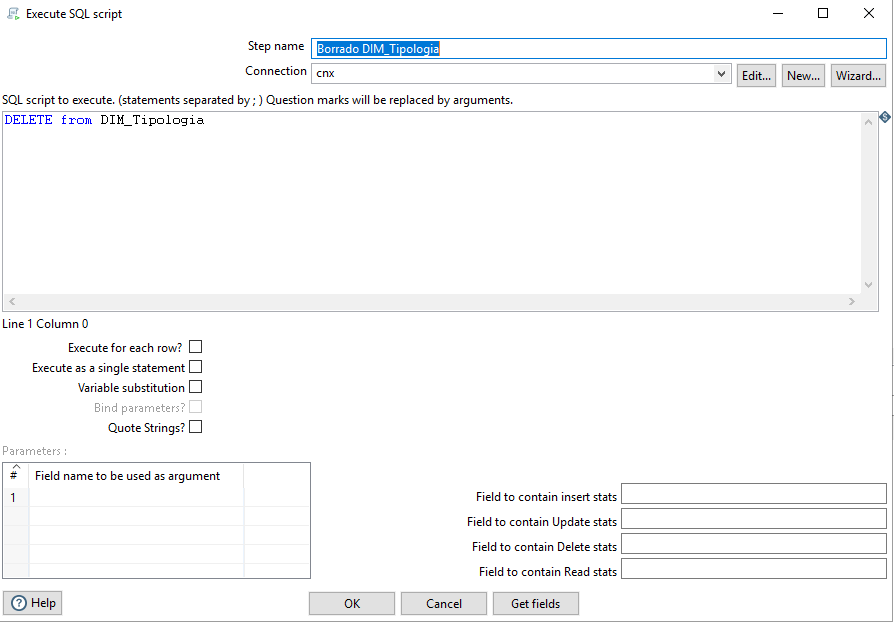 Execute SQL script
Step name Borrado DIM_Tipologia
Connection cnx Edit... New... Wizard...
SQL script to execute. (statements separated by ; ) Question marks will be replaced by arguments.
DELETE from DIM_Tipologia
Line 1 Column 0
Execute for each row?
Execute as a single statement
Variable substitution
Bind parameters?
Quote Strings?
Parameters :
# Field name to be used as argument
1
Field to contain insert stats
Field to contain Update stats
Field to contain Delete stats
Field to contain Read stats
Help OK Cancel Get fields